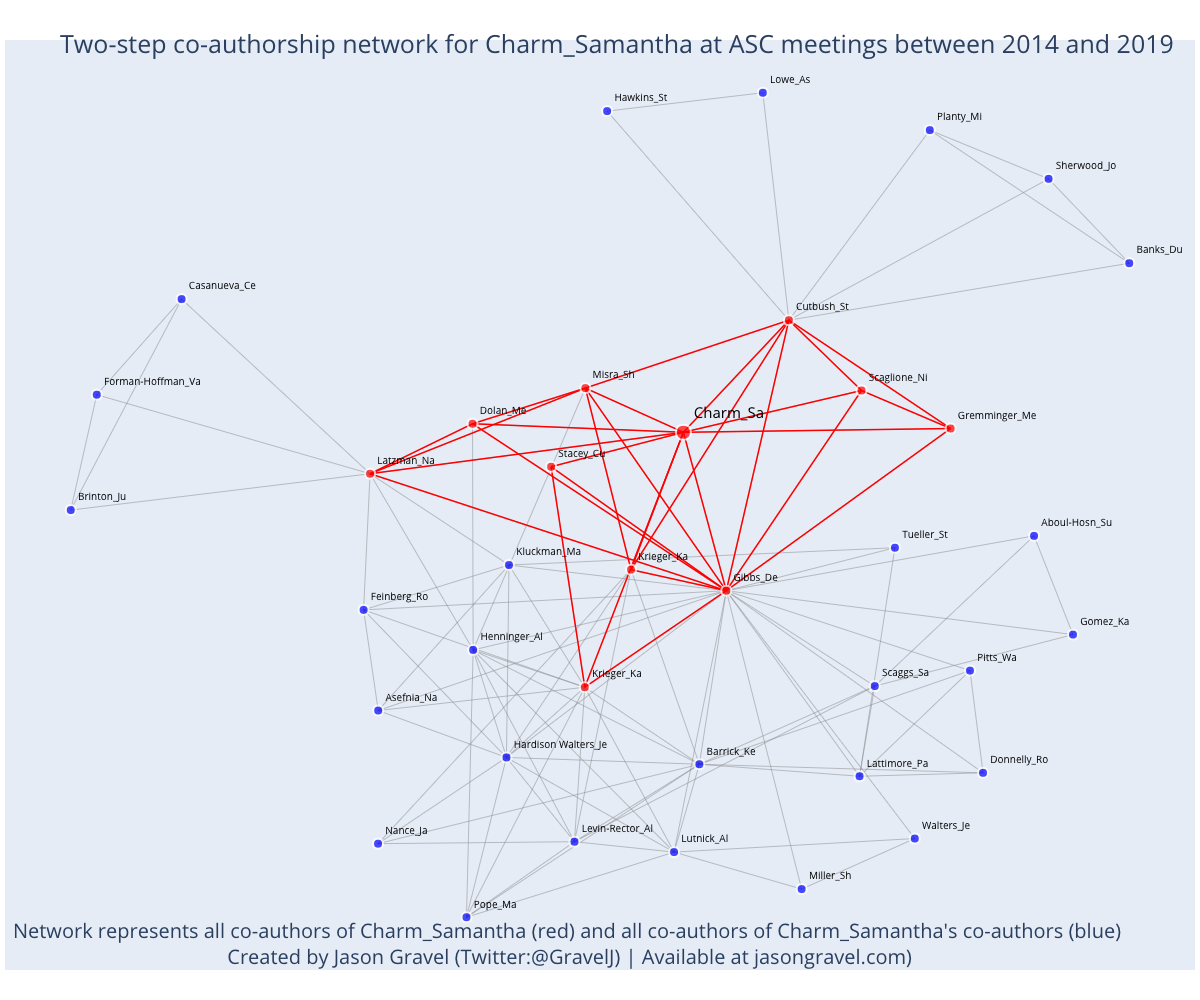 Two-step co-authorship network for Charm_Samantha at ASC meetings between 2014 and 2019
Lowe_As
Hawkins_St
Planty_Mi
Sherwood_Jo
Banks_Du
Casanueva_Ce
Cutbush_St
Misra_Sh
Scaglione_Ni
Forman-Hoffman_Va
Dolan_Me
Charm_Sa
Gremminger_Me
Stacey_Cu
Latzman_Na
Brinton_Ju
Aboul-Hosn_Su
Tueller_St
Kluckman_Ma
Krieger_Ka
Gibbs_De
Feinberg_Ro
Gomez_Ka
Henninger_Al
Pitts_Wa
Krieger_Ka
Scaggs_Sa
Asefnia_Na
Hardison Walters_Je
Barrick_Ke
Donnelly_Ro
Lattimore_Pa
Walters_Je
Nance_Ja
Levin-Rector_Al
Lutnick_Al
Miller_Sh
Pope_Ma
Network represents all co-authors of Charm_Samantha (red) and all co-authors of Charm_Samantha's co-authors (blue)
Created by Jason Gravel (Twitter:@GravelJ) | Available at jasongravel.com)